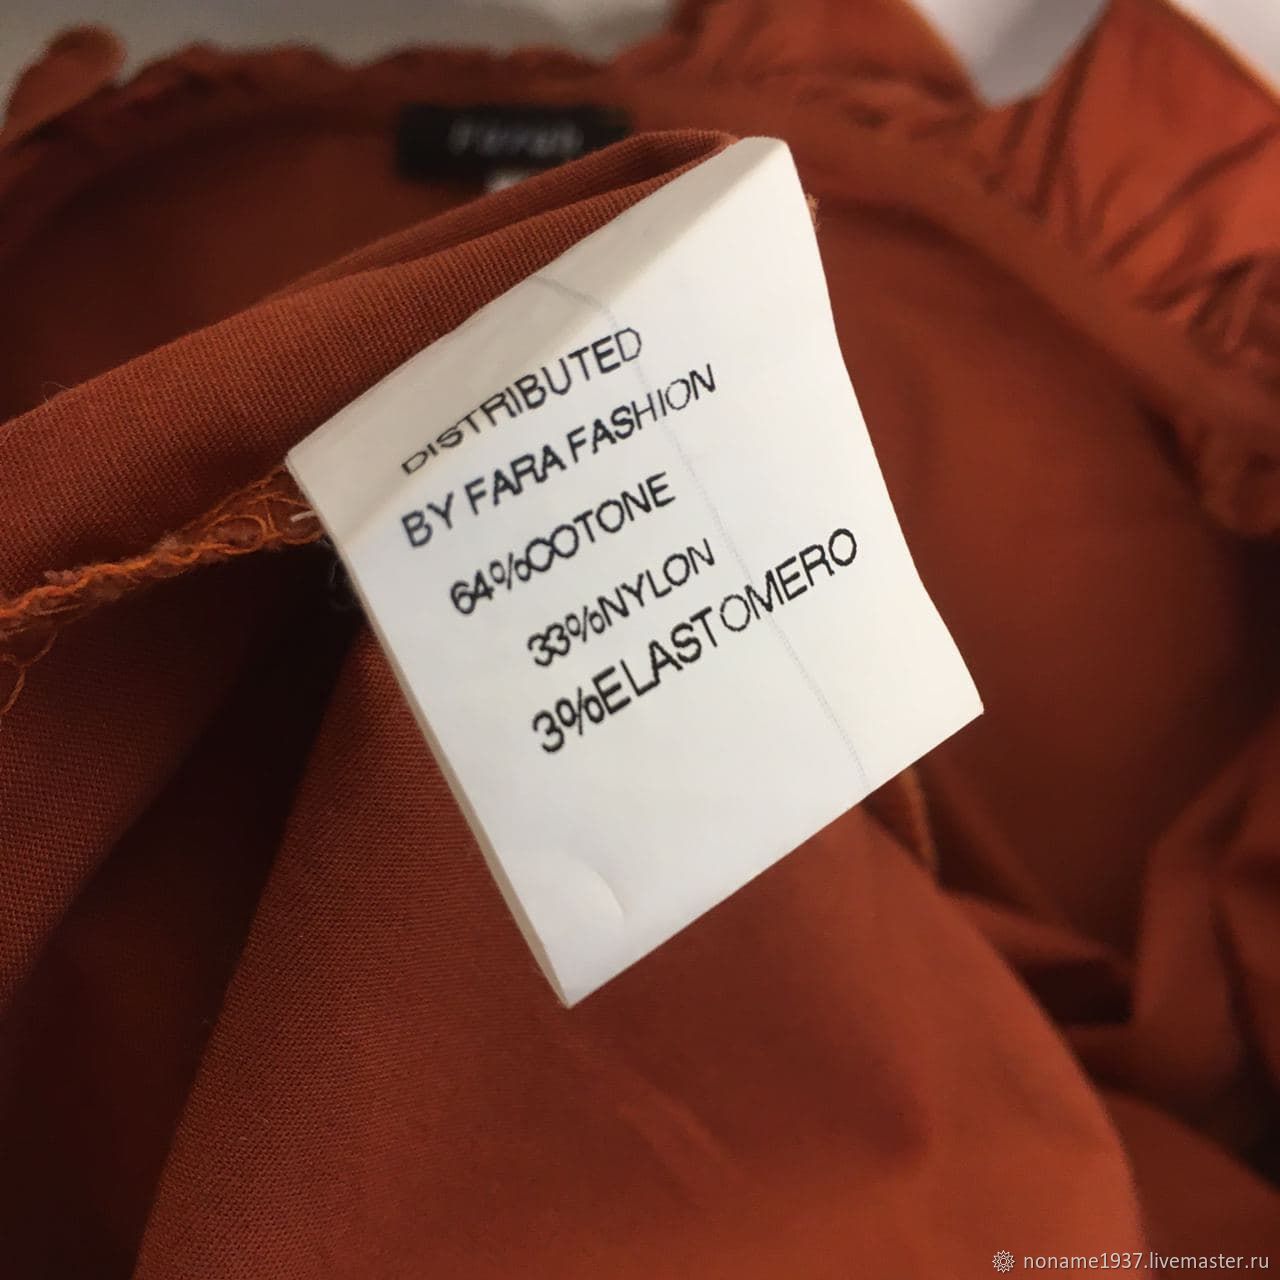 DISTRIBUTED
BY FARA FASHION
64%COTONE
33%NYLON
3%ELASTOMERO
noname1937.livemaster.ru